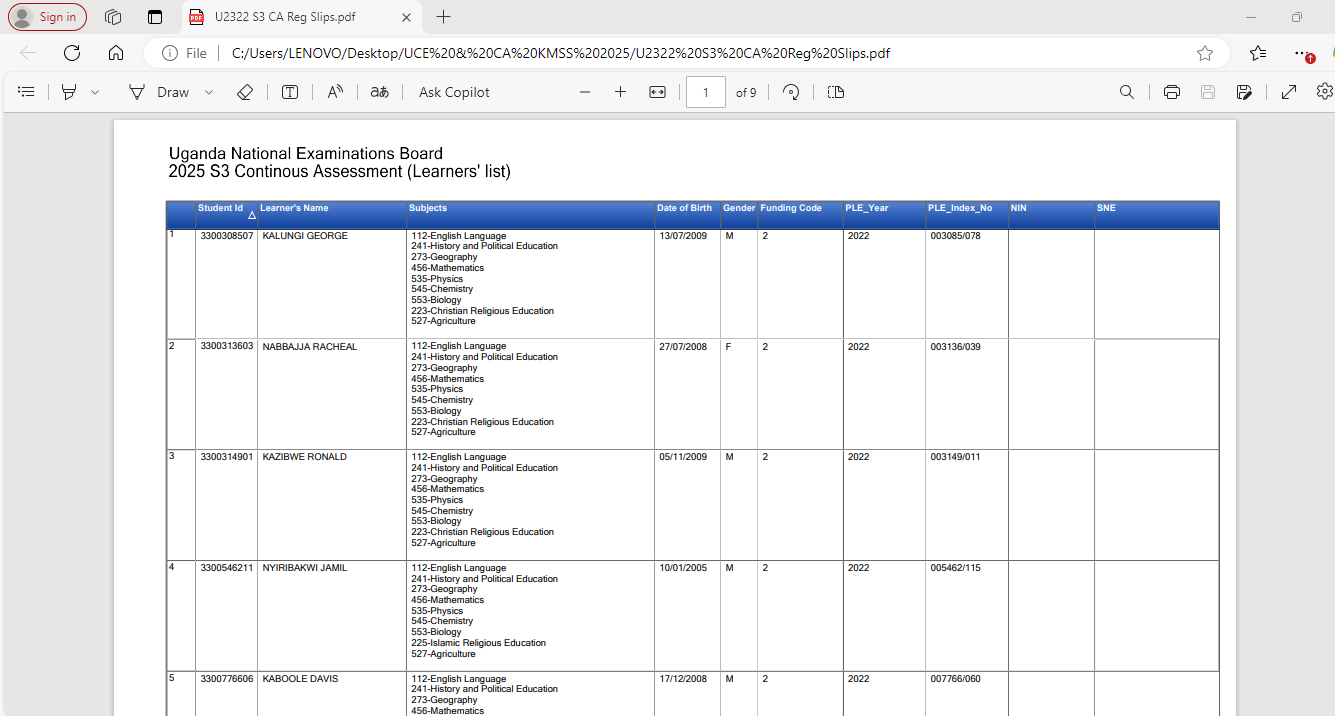 Sign in
U2322 S3 CA Reg Slips.pdf
File
C:/Users/LENOVO/Desktop/UCE%20&%20CA%20KMSS%202025/U2322%20S3%20CA%20Reg%20Slips.pdf
Draw
Ask Copilot
1 of 9
Uganda National Examinations Board
2025 S3 Continous Assessment (Learners' list)
Student Id Learner's Name Subjects Date of Birth Gender Funding Code PLE_Year PLE_Index_No NIN SNE
1 3300308507 KALUNGI GEORGE 112-English Language 13/07/2009 M 2 2022 003085/078
241-History and Political Education
273-Geography
456-Mathematics
535-Physics
545-Chemistry
553-Biology
223-Christian Religious Education
527-Agriculture
2 3300313603 NABBAJJA RACHEAL 112-English Language 27/07/2008 F 2 2022 003136/039
241-History and Political Education
273-Geography
456-Mathematics
535-Physics
545-Chemistry
553-Biology
223-Christian Religious Education
527-Agriculture
3 3300314901 KAZIBWE RONALD 112-English Language 05/11/2009 M 2 2022 003149/011
241-History and Political Education
273-Geography
456-Mathematics
535-Physics
545-Chemistry
553-Biology
223-Christian Religious Education
527-Agriculture
4 3300546211 NYIRIBAKWI JAMIL 112-English Language 10/01/2005 M 2 2022 005462/115
241-History and Political Education
273-Geography
456-Mathematics
535-Physics
545-Chemistry
553-Biology
225-Islamic Religious Education
527-Agriculture
5 3300776606 KABOOLE DAVIS 112-English Language 17/12/2008 M 2 2022 007766/060
241-History and Political Education
273-Geography
456-Mathematics